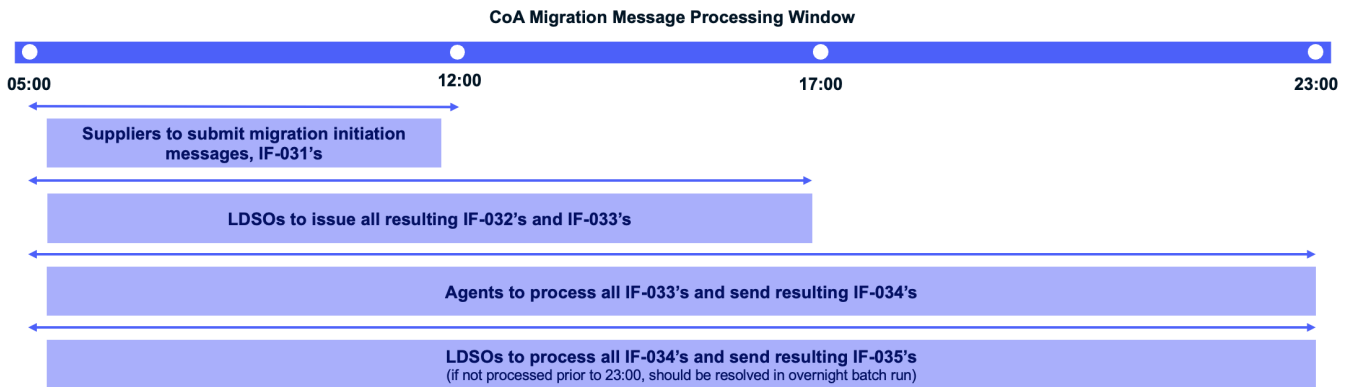 CoA Migration Message Processing Window
05:00 12:00 17:00 23:00
Suppliers to submit migration initiation
messages, IF-031’s
LDSOs to issue all resulting IF-032’s and IF-033’s
Agents to process all IF-033’s and send resulting IF-034’s
LDSOs to process all IF-034’s and send resulting IF-035’s
(if not processed prior to 23:00, should be resolved in overnight batch run)